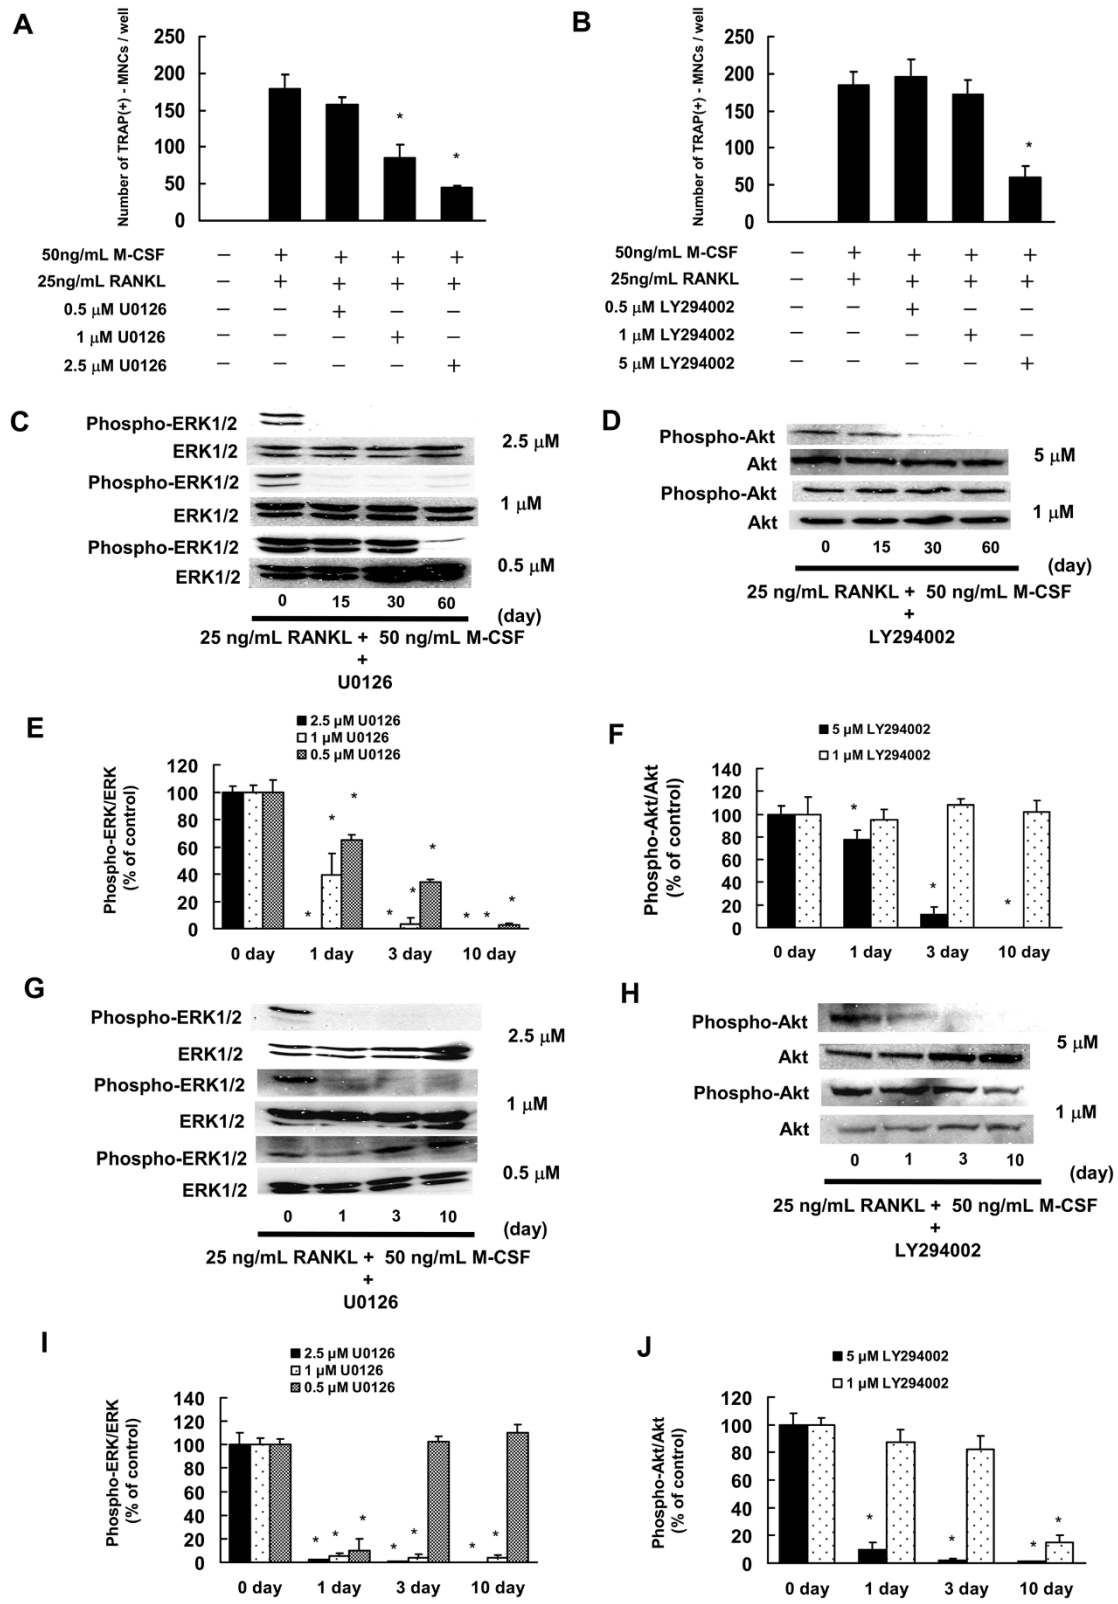 A
Number of TRAP(+) - MNCs / well
250
200
150
100
50
0
50ng/mL M-CSF − + + + +
25ng/mL RANKL − + + + +
0.5 μM U0126 − − + − −
1 μM U0126 − − − + −
2.5 μM U0126 − − − − +
* *
B
Number of TRAP(+) - MNCs / well
250
200
150
100
50
0
*
50ng/mL M-CSF − + + + +
25ng/mL RANKL − + + + +
0.5 μM LY294002 − − + − −
1 μM LY294002 − − − + −
5 μM LY294002 − − − − +
C
Phospho-ERK1/2
ERK1/2
2.5 μM
Phospho-ERK1/2
ERK1/2
1 μM
Phospho-ERK1/2
ERK1/2
0.5 μM
0 15 30 60
(day)
25 ng/mL RANKL + 50 ng/mL M-CSF
+
U0126
D
Phospho-Akt
Akt
5 μM
Phospho-Akt
Akt
1 μM
0 15 30 60
(day)
25 ng/mL RANKL + 50 ng/mL M-CSF
+
LY294002
E
2.5 μM U0126
1 μM U0126
0.5 μM U0126
Phospho-ERK/ERK
(% of control)
120
100
80
60
40
20
0
* * * * * * * * *
0 day 1 day 3 day 10 day
F
5 μM LY294002
1 μM LY294002
Phospho-Akt/Akt
(% of control)
140
120
100
80
60
40
20
0
* * *
0 day 1 day 3 day 10 day
G
Phospho-ERK1/2
ERK1/2
2.5 μM
Phospho-ERK1/2
ERK1/2
1 μM
Phospho-ERK1/2
ERK1/2
0.5 μM
0 1 3 10
(day)
25 ng/mL RANKL + 50 ng/mL M-CSF
+
U0126
H
Phospho-Akt
Akt
5 μM
Phospho-Akt
Akt
1 μM
0 1 3 10
(day)
25 ng/mL RANKL + 50 ng/mL M-CSF
+
LY294002
I
2.5 μM U0126
1 μM U0126
0.5 μM U0126
Phospho-ERK/ERK
(% of control)
140
120
100
80
60
40
20
0
* * * * * * *
0 day 1 day 3 day 10 day
J
5 μM LY294002
1 μM LY294002
Phospho-Akt/Akt
(% of control)
120
100
80
60
40
20
0
* * * *
0 day 1 day 3 day 10 day